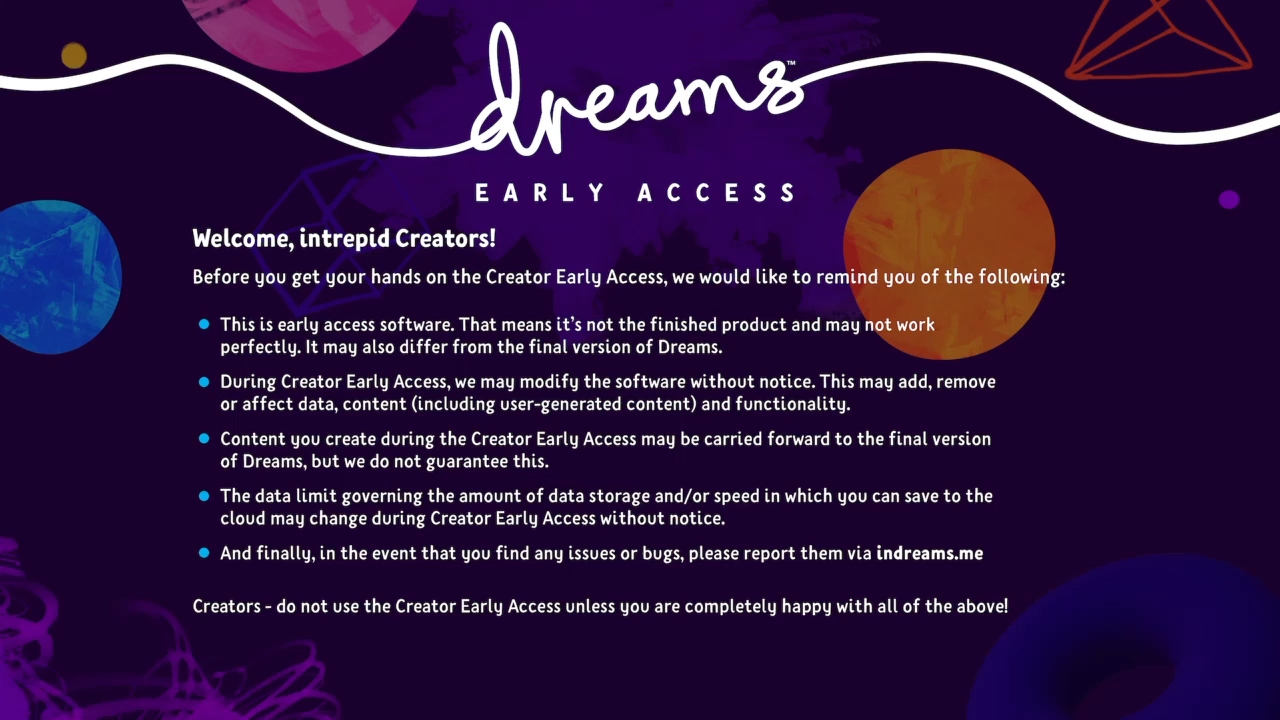 dreams™
EARLY ACCESS
Welcome, intrepid Creators!
Before you get your hands on the Creator Early Access, we would like to remind you of the following:
This is early access software. That means it's not the finished product and may not work
perfectly. It may also differ from the final version of Dreams.
During Creator Early Access, we may modify the software without notice. This may add, remove
or affect data, content (including user-generated content) and functionality.
Content you create during the Creator Early Access may be carried forward to the final version
of Dreams, but we do not guarantee this.
The data limit governing the amount of data storage and/or speed in which you can save to the
cloud may change during Creator Early Access without notice.
And finally, in the event that you find any issues or bugs, please report them via indreams.me
Creators - do not use the Creator Early Access unless you are completely happy with all of the above!